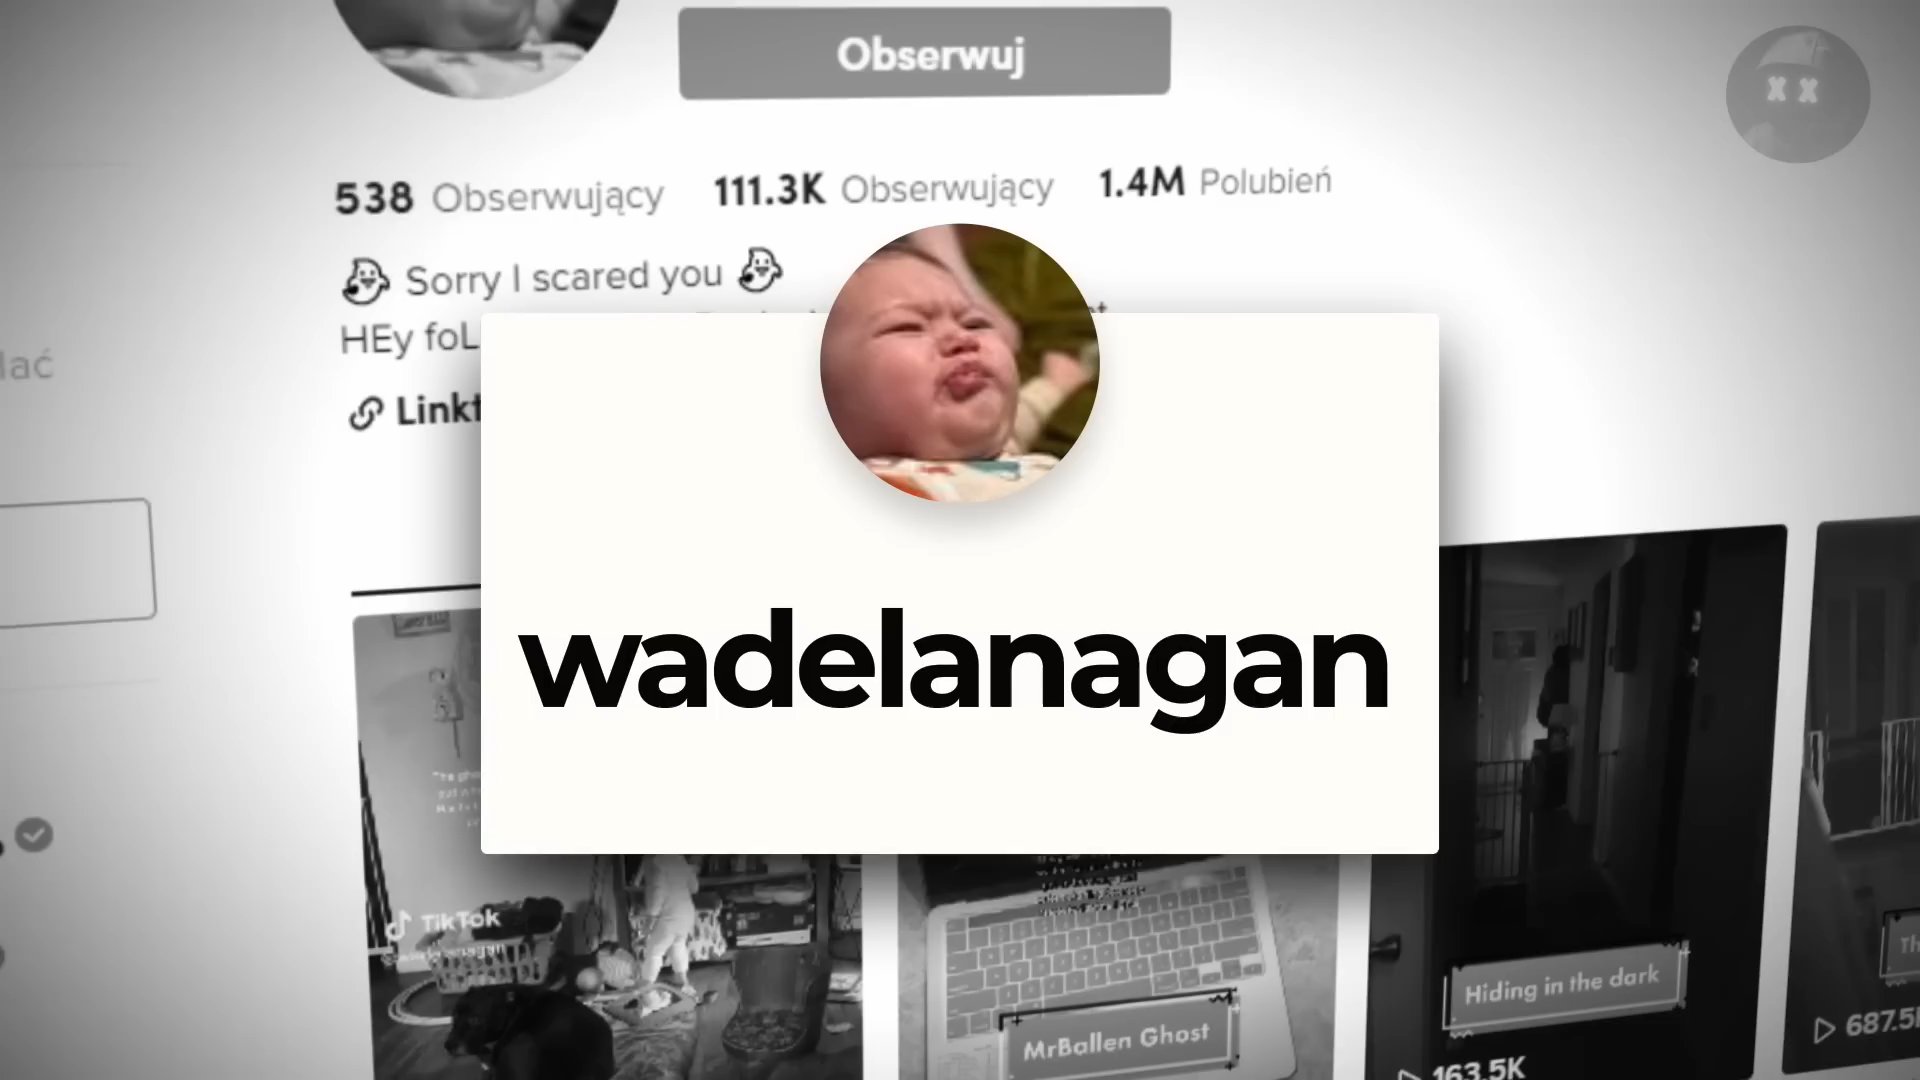 Obserwuj
538 Obserwujący 111.3K Obserwujący 1.4M Polubień
Sorry I scared you
HEy foL
Linkt
wadelanagan
TikTok
MrBallen Ghost
Hiding in the dark
163.5K
687.5